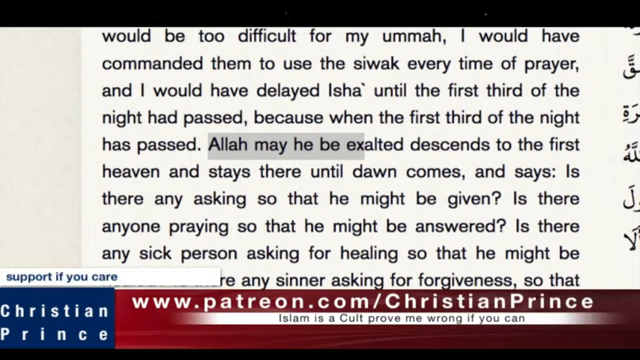 would be too difficult for my ummah, I would have
commanded them to use the siwak every time of prayer,
and I would have delayed Isha` until the first third of the
night had passed, because when the first third of the night
has passed. Allah may he be exalted descends to the first
heaven and stays there until dawn comes, and says: Is
there any asking so that he might be given? Is there
anyone praying so that he might be answered? Is there
any sick person asking for healing so that he might be
any sinner asking for forgiveness, so that
support if you care
Christian
Prince
www.patreon.com/ChristianPrince
Islam is a Cult prove me wrong if you can